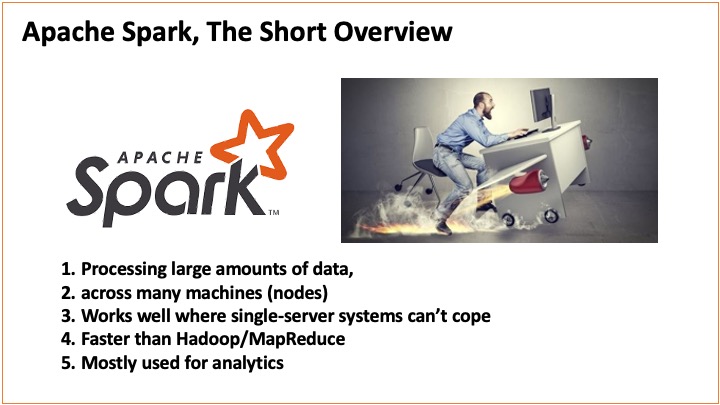 Apache Spark, The Short Overview
APACHE
Spark™
1. Processing large amounts of data,
2. across many machines (nodes)
3. Works well where single-server systems can’t cope
4. Faster than Hadoop/MapReduce
5. Mostly used for analytics